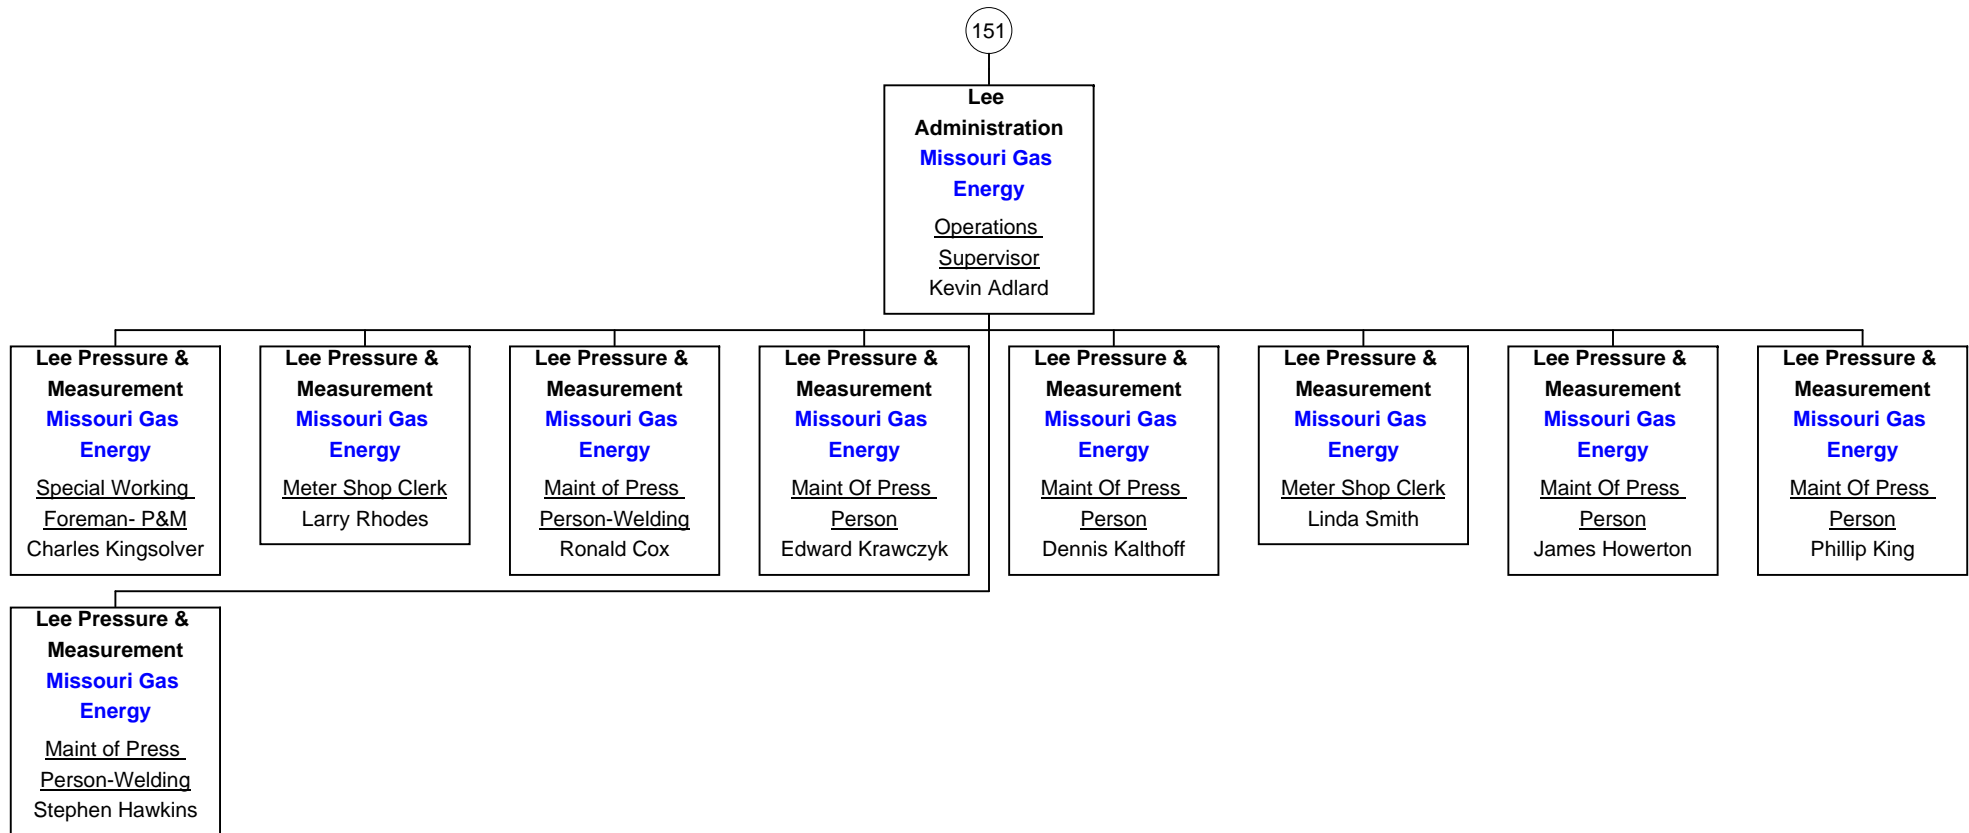 151
Lee
Administration
Missouri Gas
Energy
Operations
Supervisor
Kevin Adlard
Lee Pressure &
Measurement
Missouri Gas
Energy
Special Working
Foreman- P&M
Charles Kingsolver
Lee Pressure &
Measurement
Missouri Gas
Energy
Meter Shop Clerk
Larry Rhodes
Lee Pressure &
Measurement
Missouri Gas
Energy
Maint of Press
Person-Welding
Ronald Cox
Lee Pressure &
Measurement
Missouri Gas
Energy
Maint Of Press
Person
Edward Krawczyk
Lee Pressure &
Measurement
Missouri Gas
Energy
Maint Of Press
Person
Dennis Kalthoff
Lee Pressure &
Measurement
Missouri Gas
Energy
Meter Shop Clerk
Linda Smith
Lee Pressure &
Measurement
Missouri Gas
Energy
Maint Of Press
Person
James Howerton
Lee Pressure &
Measurement
Missouri Gas
Energy
Maint Of Press
Person
Phillip King
Lee Pressure &
Measurement
Missouri Gas
Energy
Maint of Press
Person-Welding
Stephen Hawkins